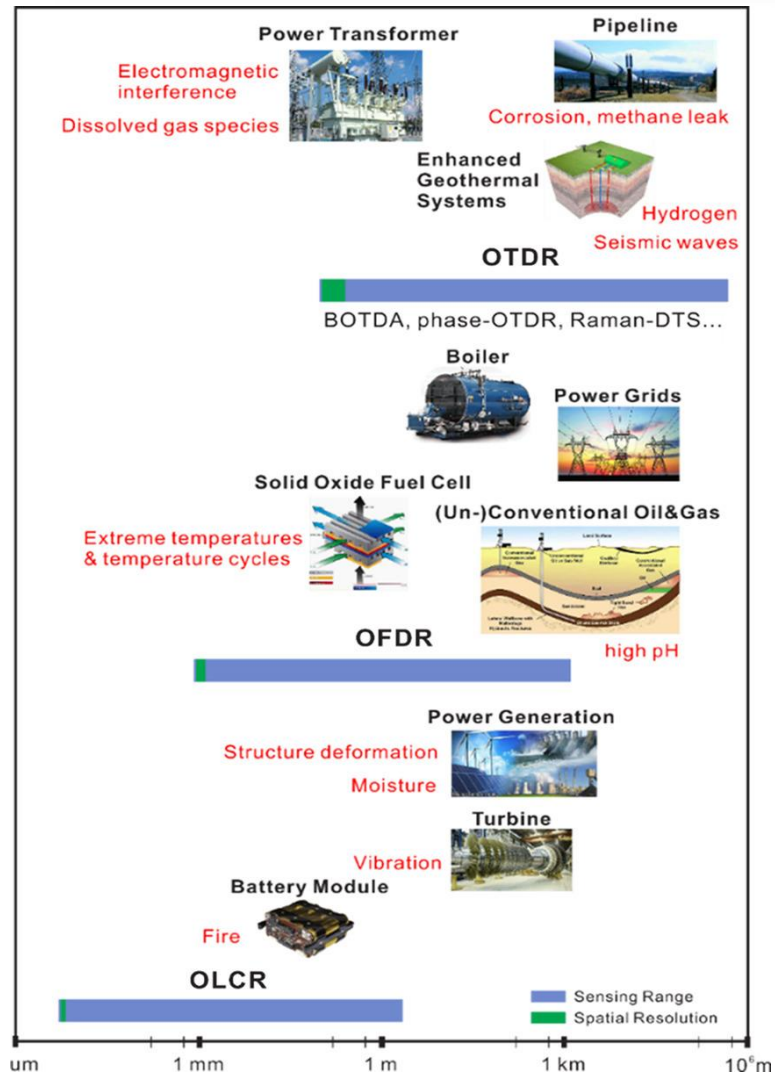 Power Transformer
Pipeline
Electromagnetic
interference
Dissolved gas species
Corrosion, methane leak
Enhanced
Geothermal
Systems
Hydrogen
Seismic waves
OTDR
BOTDA, phase-OTDR, Raman-DTS...
Boiler
Power Grids
Solid Oxide Fuel Cell
(Un-)Conventional Oil&Gas
Extreme temperatures
& temperature cycles
Land Surface
OFDR
high pH
Power Generation
Structure deformation
Moisture
Turbine
Vibration
Battery Module
Fire
OLCR
Sensing Range
Spatial Resolution
um 1 mm 1 m 1 km 10⁶m